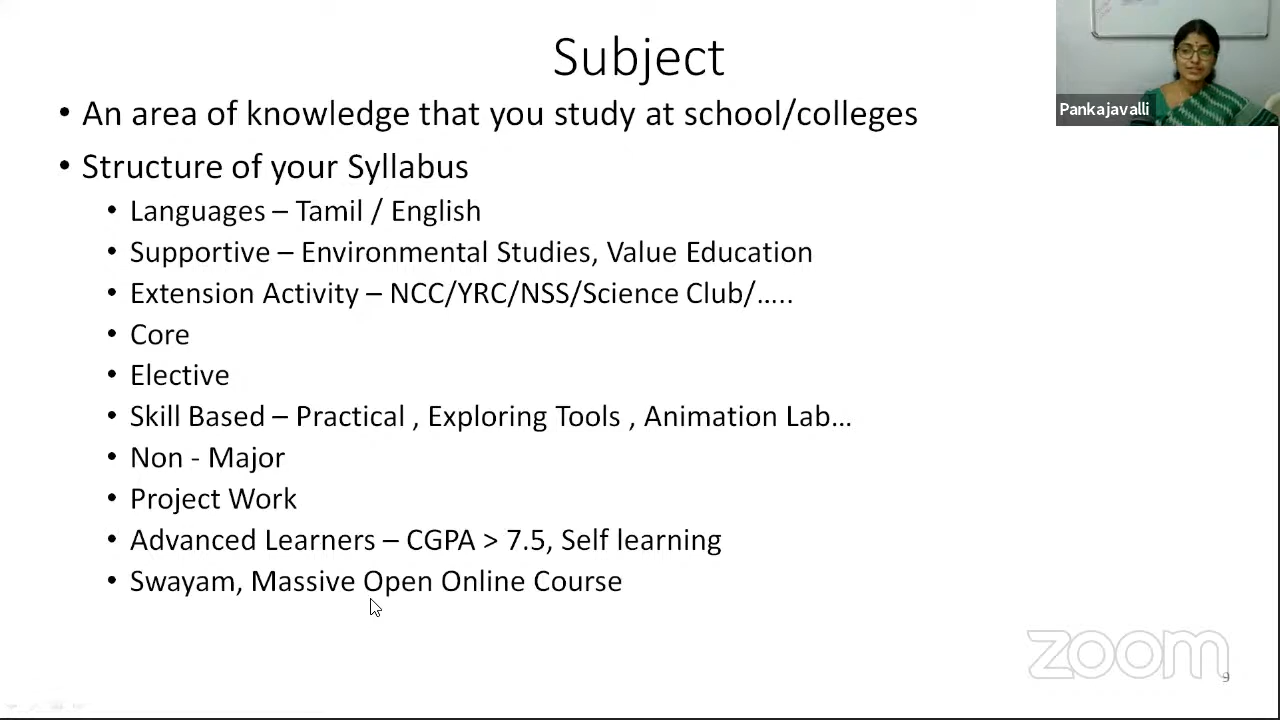 Subject
• An area of knowledge that you study at school/colleges
• Structure of your Syllabus
• Languages – Tamil / English
• Supportive – Environmental Studies, Value Education
• Extension Activity – NCC/YRC/NSS/Science Club/…..
• Core
• Elective
• Skill Based – Practical , Exploring Tools , Animation Lab…
• Non - Major
• Project Work
• Advanced Learners – CGPA > 7.5, Self learning
• Swayam, Massive Open Online Course
Pankajavalli
zoom
9